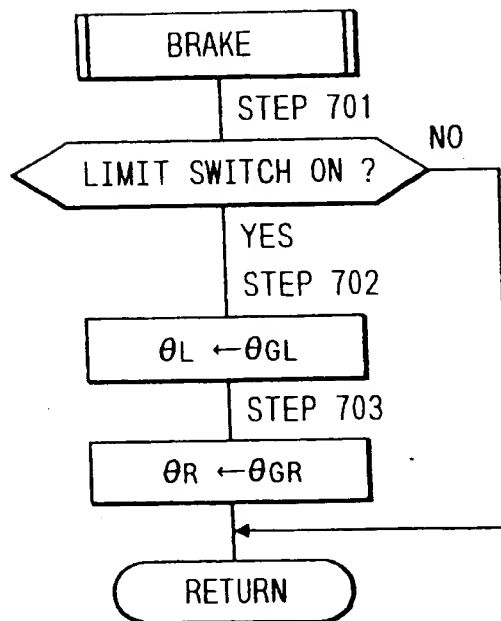 BRAKE
STEP 701
LIMIT SWITCH ON ?
NO
YES
STEP 702
θL ←θGL
STEP 703
θR ←θGR
RETURN